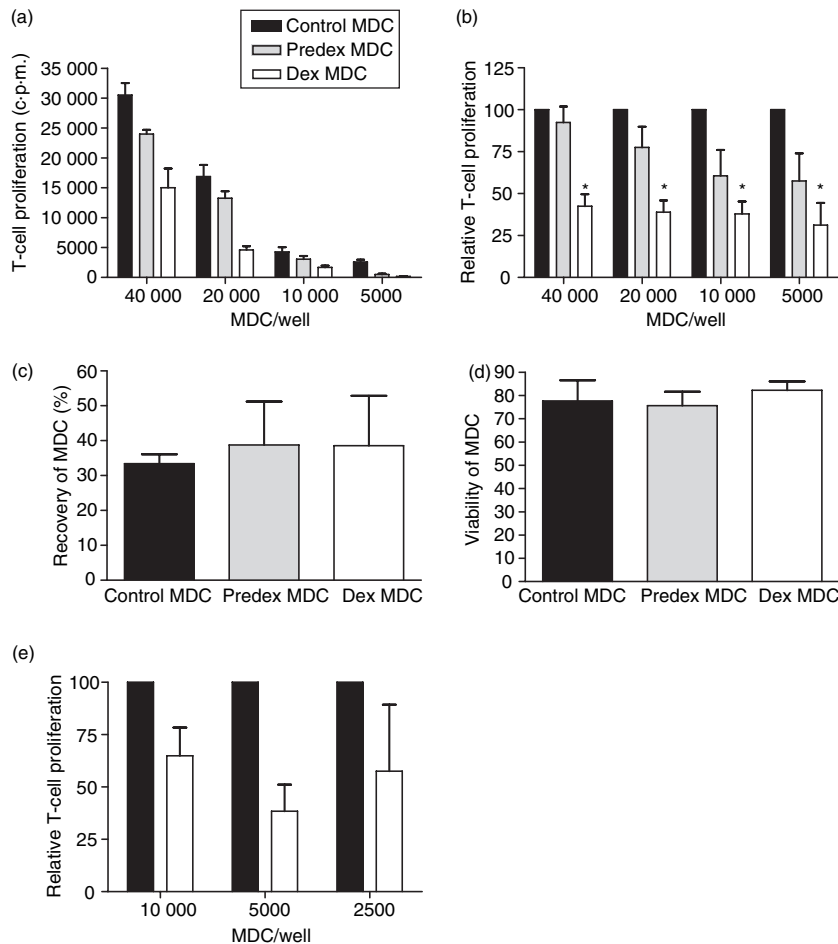 (a)
Control MDC
Predex MDC
Dex MDC
T-cell proliferation (c·p·m.)
35 000
30 000
25 000
20 000
15 000
10 000
5000
0
40 000 20 000 10 000 5000
MDC/well
(b)
Relative T-cell proliferation
125
100
75
50
25
0
* * * *
40 000 20 000 10 000 5000
MDC/well
(c)
Recovery of MDC (%)
60
50
40
30
20
10
0
Control MDC Predex MDC Dex MDC
(d)
Viability of MDC
90
80
70
60
50
40
30
20
10
0
Control MDC Predex MDC Dex MDC
(e)
Relative T-cell proliferation
100
75
50
25
0
10 000 5000 2500
MDC/well